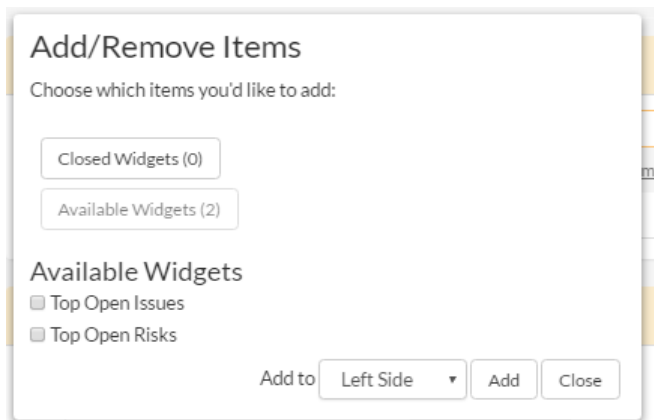 Add/Remove Items
Choose which items you'd like to add:
Closed Widgets (0)
Available Widgets (2)
Available Widgets
Top Open Issues
Top Open Risks
Add to Left Side Add Close